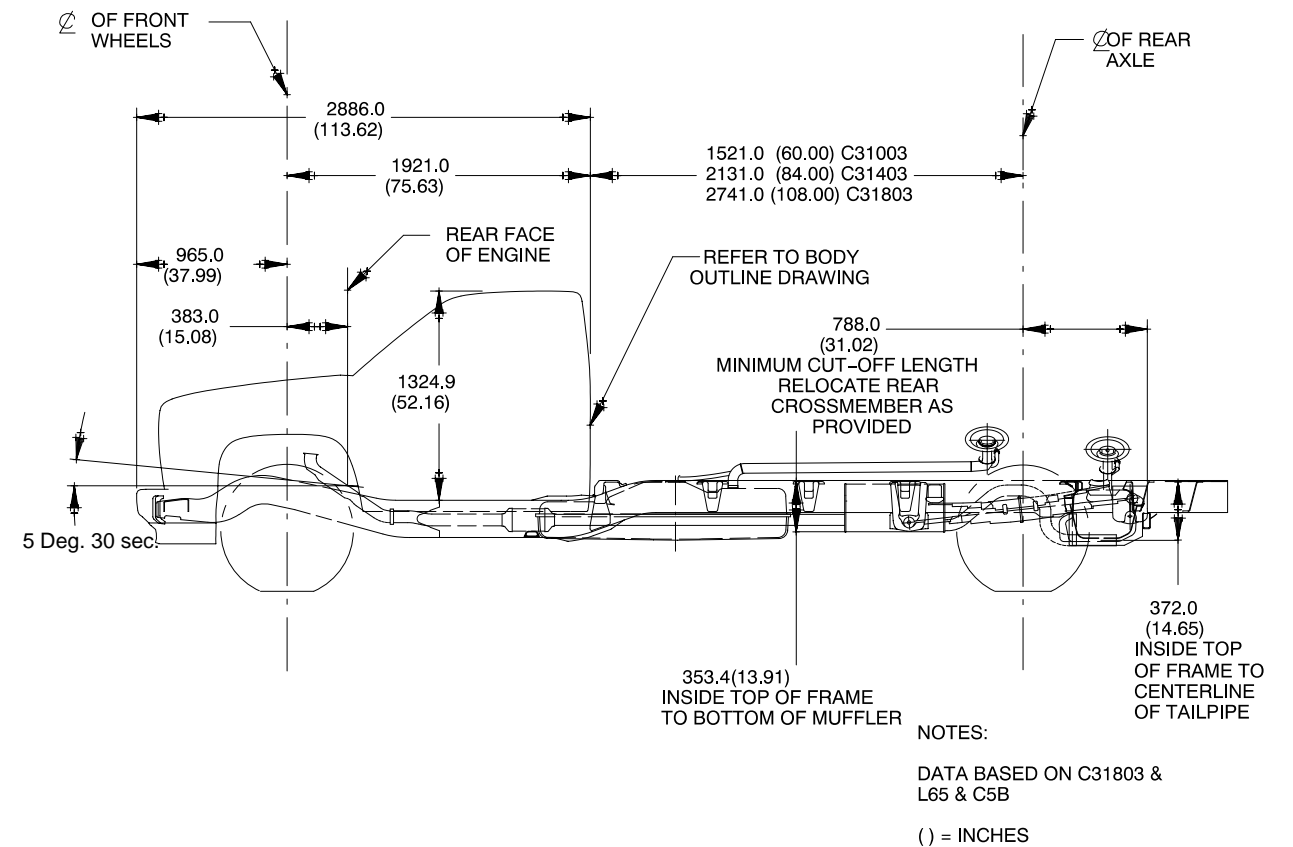 ℄ OF FRONT
WHEELS
℄ OF REAR
AXLE
2886.0
(113.62)
1921.0
(75.63)
1521.0 (60.00) C31003
2131.0 (84.00) C31403
2741.0 (108.00) C31803
965.0
(37.99)
REAR FACE
OF ENGINE
REFER TO BODY
OUTLINE DRAWING
383.0
(15.08)
788.0
(31.02)
MINIMUM CUT–OFF LENGTH
RELOCATE REAR
CROSSMEMBER AS
PROVIDED
1324.9
(52.16)
5 Deg. 30 sec.
353.4(13.91)
INSIDE TOP OF FRAME
TO BOTTOM OF MUFFLER
372.0
(14.65)
INSIDE TOP
OF FRAME TO
CENTERLINE
OF TAILPIPE
NOTES:
DATA BASED ON C31803 &
L65 & C5B
( ) = INCHES